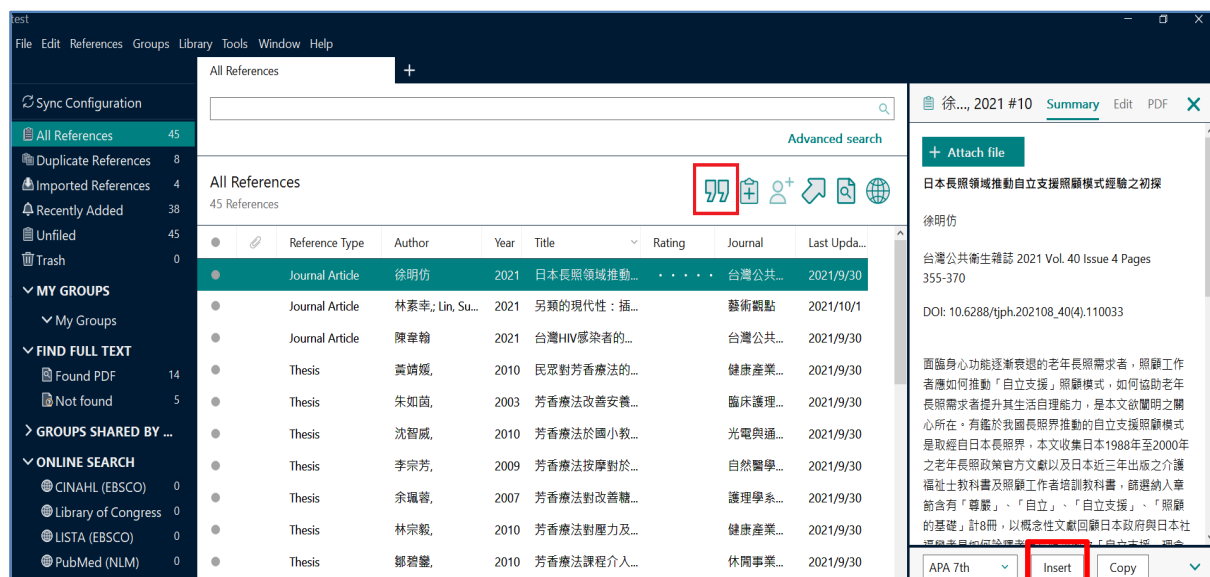 test
File Edit References Groups Library Tools Window Help
All References
Sync Configuration
All References 45
Duplicate References 8
Imported References 4
Recently Added 38
Unfiled 45
Trash 0
MY GROUPS
My Groups
FIND FULL TEXT
Found PDF 14
Not found 5
GROUPS SHARED BY ...
ONLINE SEARCH
CINAHL (EBSCO) 0
Library of Congress 0
LISTA (EBSCO) 0
PubMed (NLM) 0
Advanced search
All References
45 References
Reference Type Author Year Title Rating Journal Last Upda...
Journal Article 徐明仿 2021 日本長照領域推動... 台灣公共... 2021/9/30
Journal Article 林素幸,; Lin, Su... 2021 另類的現代性：插... 藝術觀點 2021/10/1
Journal Article 陳韋翰 2021 台灣HIV感染者的... 台灣公共... 2021/9/30
Thesis 黃靖媛, 2010 民眾對芳香療法的... 健康產業... 2021/9/30
Thesis 朱如茵, 2003 芳香療法改善安養... 臨床護理... 2021/9/30
Thesis 沈智威, 2010 芳香療法於國小教... 光電與通... 2021/9/30
Thesis 李宗芳, 2009 芳香療法按摩對於... 自然醫學... 2021/9/30
Thesis 余珮蓉, 2007 芳香療法對改善糖... 護理學系... 2021/9/30
Thesis 林宗毅, 2010 芳香療法對壓力及... 健康產業... 2021/9/30
Thesis 鄒碧鑾, 2010 芳香療法課程介入... 休閒事業... 2021/9/30
徐..., 2021 #10 Summary Edit PDF
+ Attach file
日本長照領域推動自立支援照顧模式經驗之初探
徐明仿
台灣公共衛生雜誌 2021 Vol. 40 Issue 4 Pages
355-370
DOI: 10.6288/tjph.202108_40(4).110033
面臨身心功能逐漸衰退的老年長照需求者，照顧工作
者應如何推動「自立支援」照顧模式，如何協助老年
長照需求者提升其生活自理能力，是本文欲闡明之關
心所在。有鑑於我國長照界推動的自立支援照顧模式
是取經自日本長照界，本文收集日本1988年至2000年
之老年長照政策官方文獻以及日本近三年出版之介護
福祉士教科書及照顧工作者培訓教科書，篩選納入章
節含有「尊嚴」、「自立」、「自立支援」、「照顧
的基礎」計8冊，以概念性文獻回顧日本政府與日本社
APA 7th Insert Copy